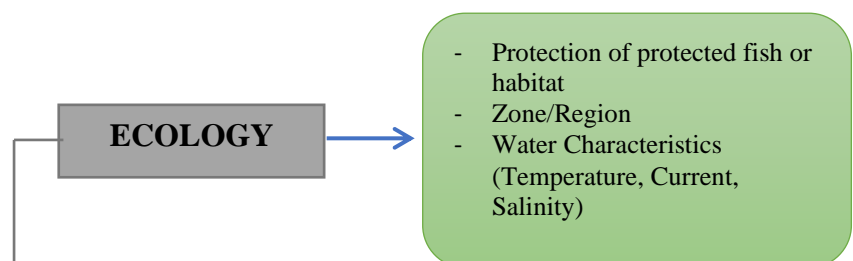 ECOLOGY
- Protection of protected fish or
habitat
- Zone/Region
- Water Characteristics
(Temperature, Current,
Salinity)